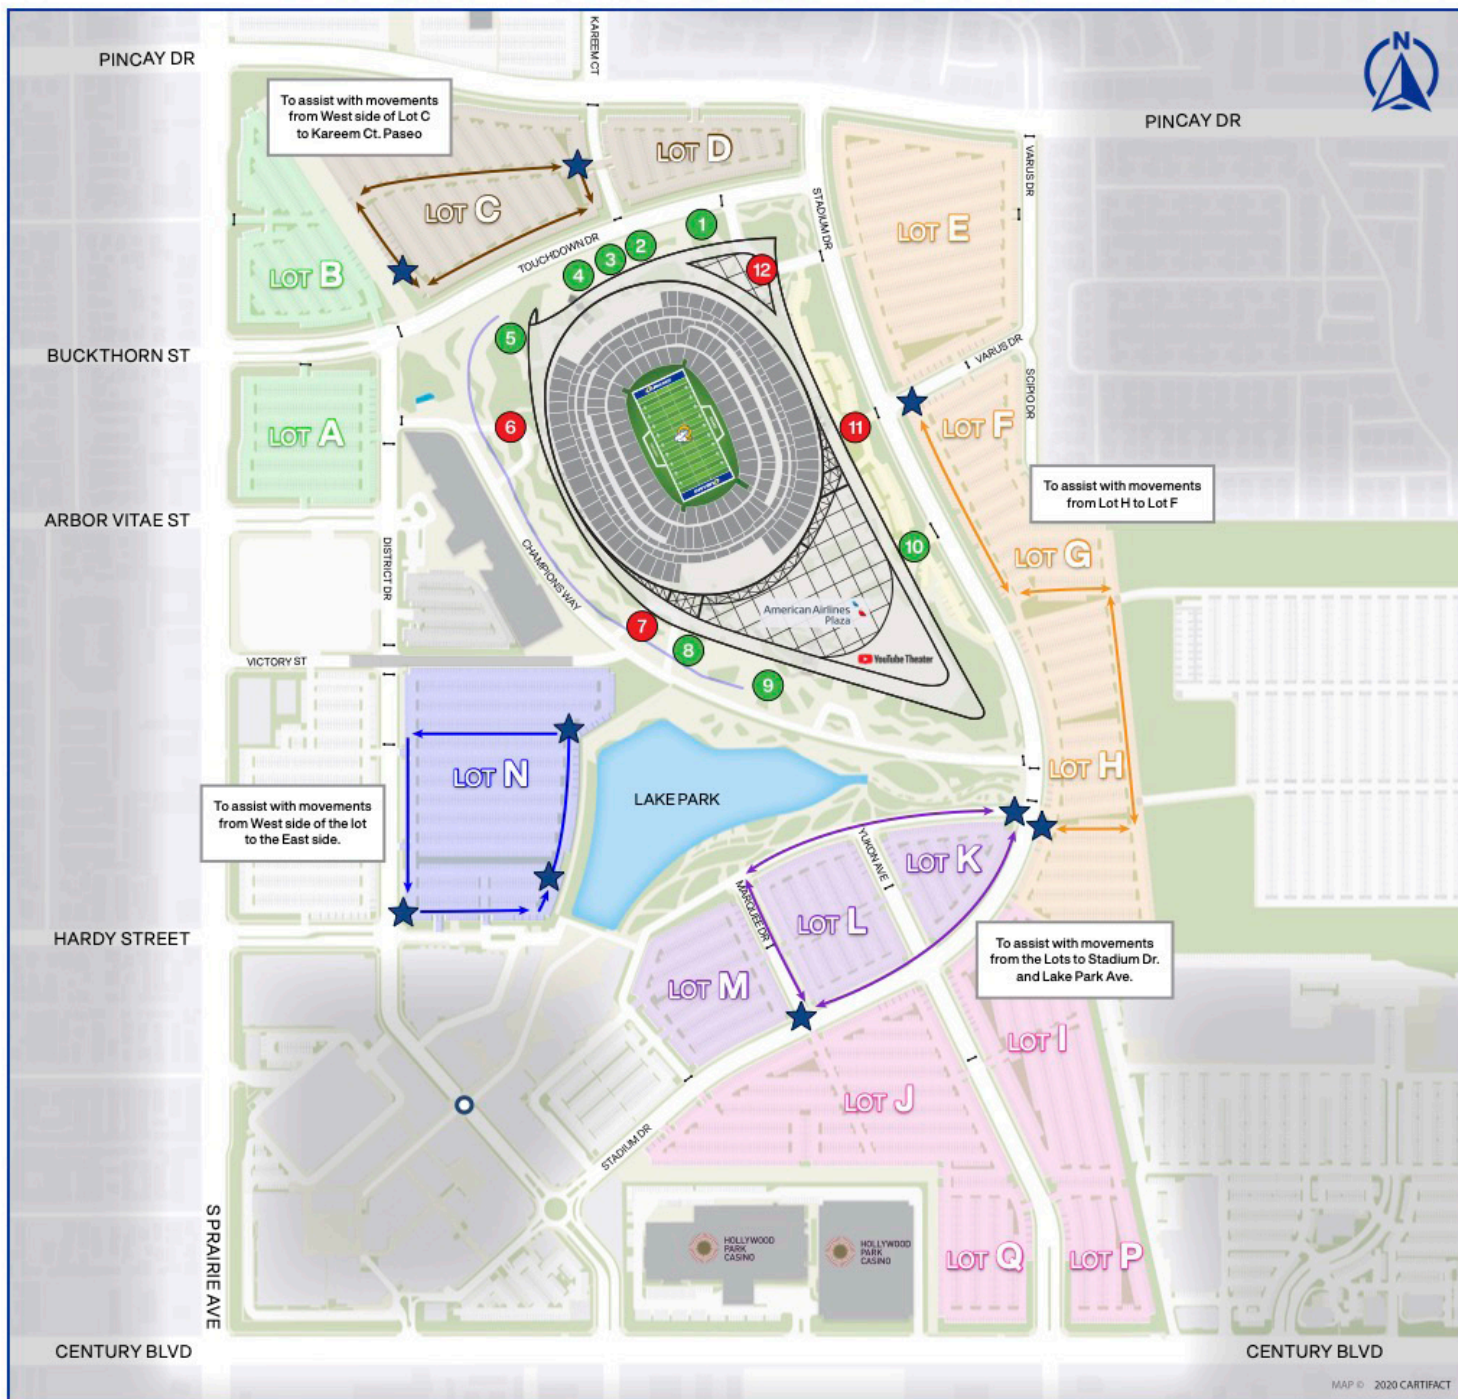 N
PINCAY DR
KAREEM CT
PINCAY DR
To assist with movements
from West side of Lot C
to Kareem Ct. Paseo
LOT D
VARUS DR
LOT C
STADIUM DR
LOT E
1
TOUCHDOWN DR
2
3
4
12
LOT B
5
BUCKTHORN ST
VARUS DR
SCIPIO DR
LOT A
6
11
LOT F
To assist with movements
from Lot H to Lot F
ARBOR VITAE ST
DISTRICT DR
CHAMPIONS WAY
10
LOT G
American Airlines
Plaza
7
8
YouTube Theater
VICTORY ST
9
LOT N
LOT H
LAKE PARK
To assist with movements
from West side of the lot
to the East side.
YUKON AVE
LOT K
MARQUEE DR
LOT L
HARDY STREET
To assist with movements
from the Lots to Stadium Dr.
and Lake Park Ave.
LOT M
LOT I
LOT J
STADIUM DR
S PRAIRIE AVE
HOLLYWOOD
PARK
CASINO
HOLLYWOOD
PARK
CASINO
LOT Q
LOT P
CENTURY BLVD
CENTURY BLVD
MAP © 2020 CARTIFACT